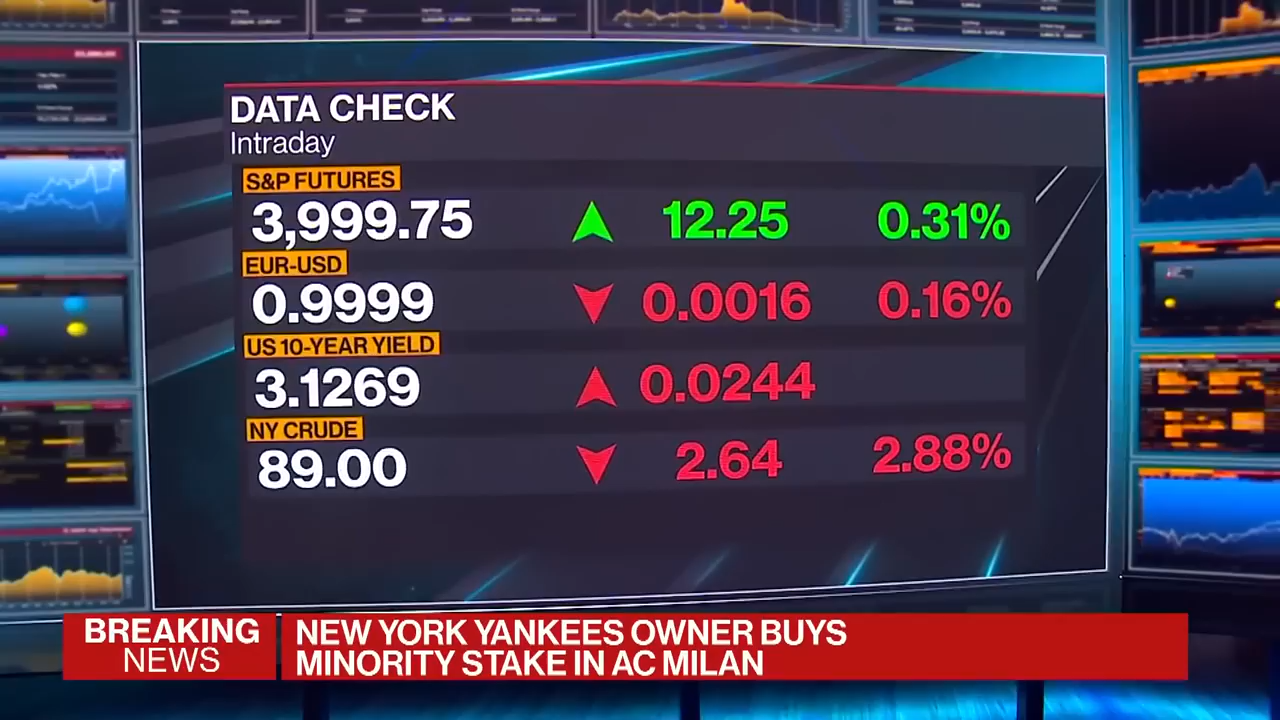 DATA CHECK
Intraday
S&P FUTURES
3,999.75 12.25 0.31%
EUR-USD
0.9999 0.0016 0.16%
US 10-YEAR YIELD
3.1269 0.0244
NY CRUDE
89.00 2.64 2.88%
BREAKING NEWS
NEW YORK YANKEES OWNER BUYS
MINORITY STAKE IN AC MILAN